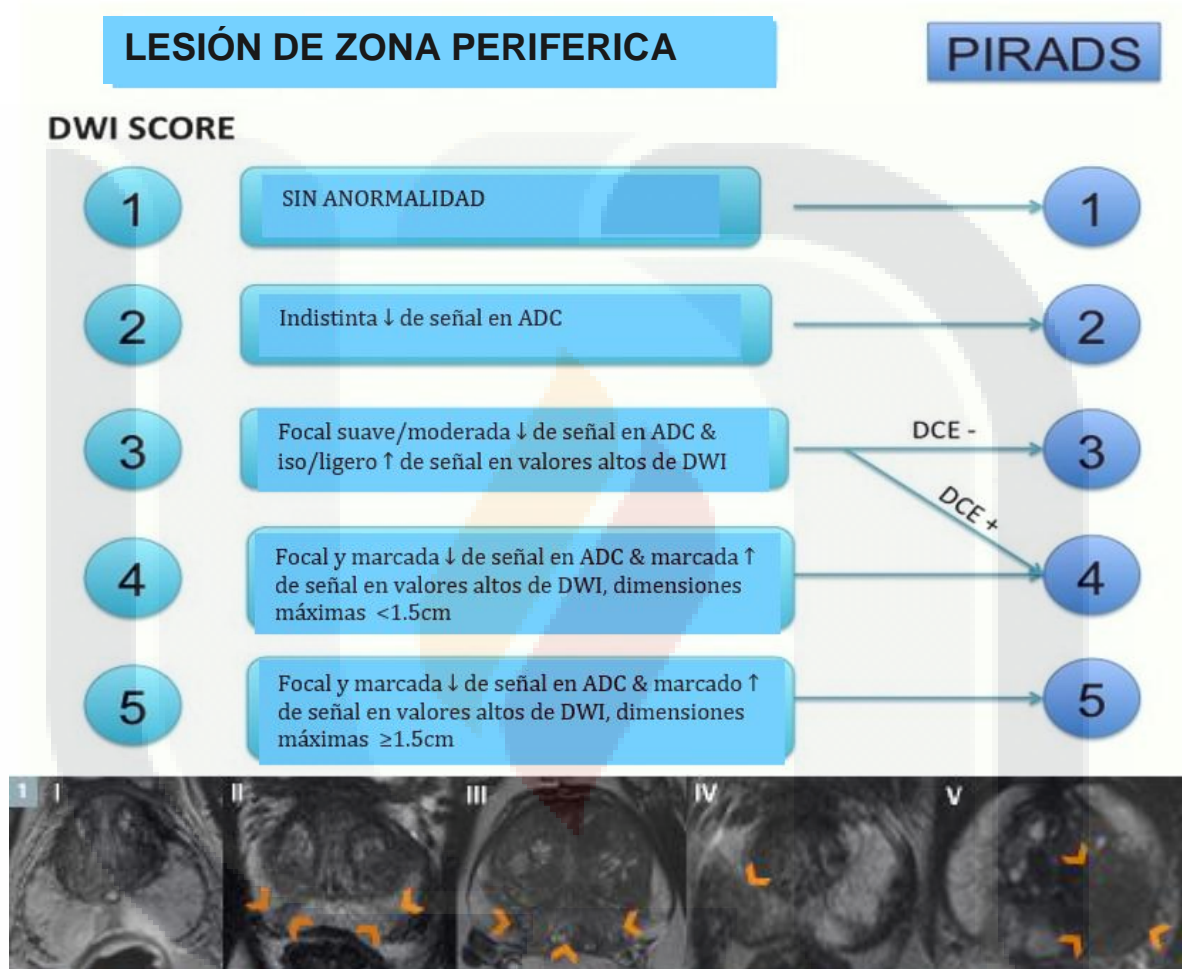 LESIÓN DE ZONA PERIFERICA
PIRADS
DWI SCORE
1
SIN ANORMALIDAD
1
2
Indistinta ↓ de señal en ADC
2
3
Focal suave/moderada ↓ de señal en ADC &
iso/ligero ↑ de señal en valores altos de DWI
DCE -
DCE +
3
4
Focal y marcada ↓ de señal en ADC & marcada ↑
de señal en valores altos de DWI, dimensiones
máximas <1.5cm
4
5
Focal y marcada ↓ de señal en ADC & marcado ↑
de señal en valores altos de DWI, dimensiones
máximas ≥1.5cm
5
1 I II III IV V